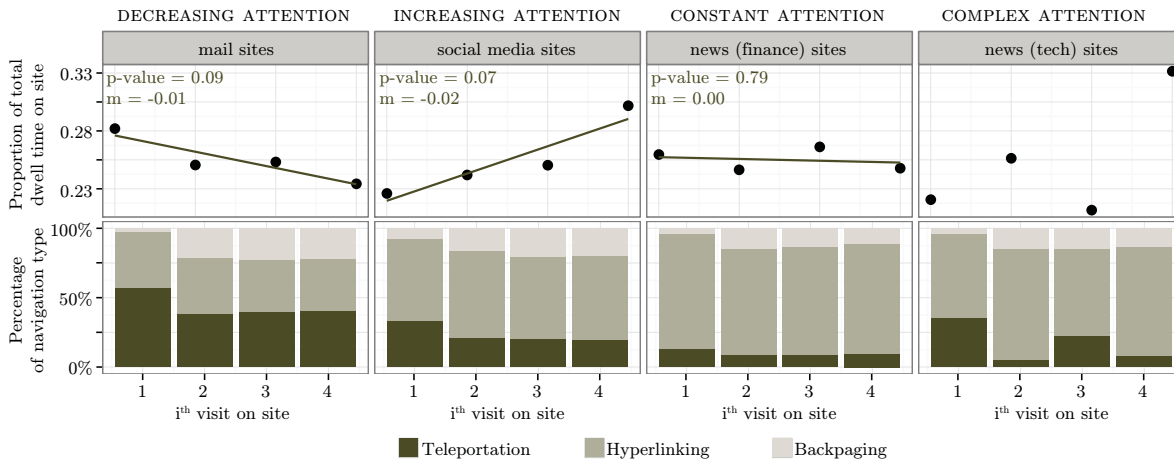 DECREASING ATTENTION
INCREASING ATTENTION
CONSTANT ATTENTION
COMPLEX ATTENTION
mail sites
social media sites
news (finance) sites
news (tech) sites
Proportion of total
dwell time on site
0.33
0.28
0.23
p-value = 0.09
m = -0.01
p-value = 0.07
m = -0.02
p-value = 0.79
m = 0.00
Percentage
of navigation type
100%
50%
0%
1 2 3 4
1 2 3 4
1 2 3 4
1 2 3 4
iᵗʰ visit on site
iᵗʰ visit on site
iᵗʰ visit on site
iᵗʰ visit on site
Teleportation
Hyperlinking
Backpaging